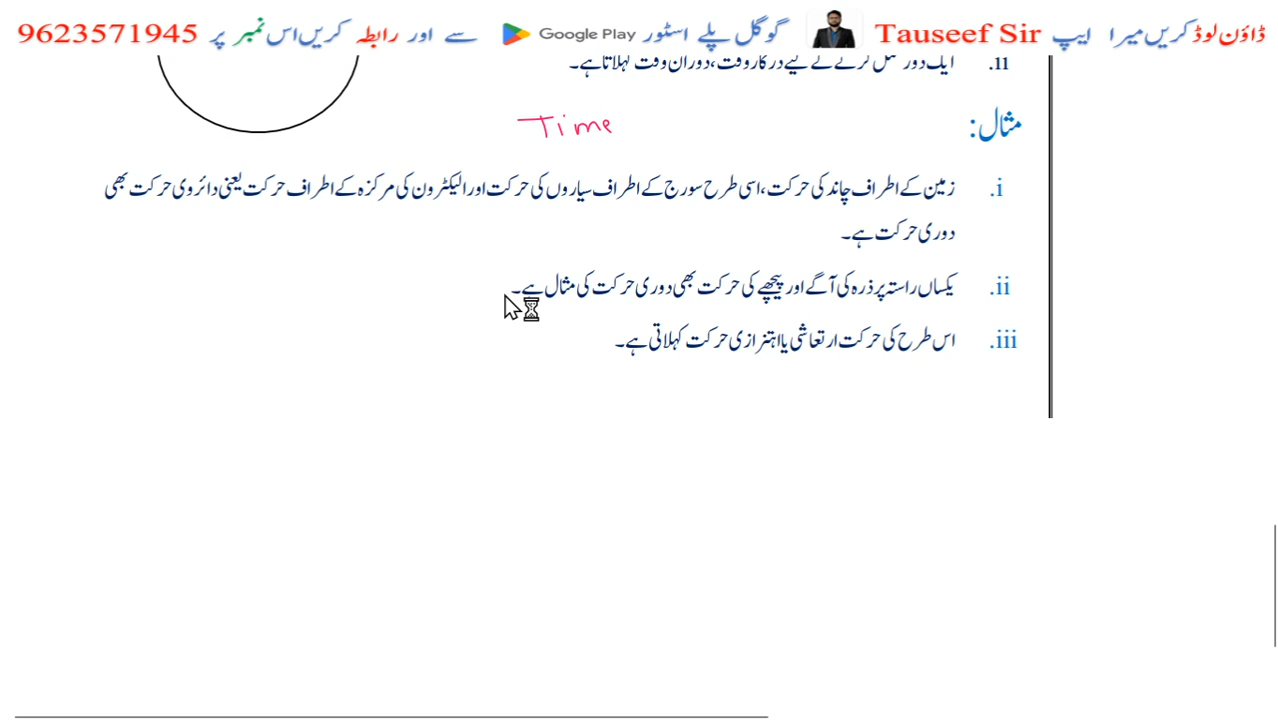 ڈاؤن لوڈ کریں میرا ایپ Tauseef Sir گوگل پلے اسٹور Google Play سے اور رابطہ کریں اس نمبر پر 9623571945
ii. ایک دور مکمل کرنے کے لیے درکار وقت، دوران وقت کہلاتا ہے۔
مثال:
Time
i. زمین کے اطراف چاند کی حرکت، اسی طرح سورج کے اطراف سیاروں کی حرکت اور الیکٹرون کی مرکزہ کے اطراف حرکت یعنی دائروی حرکت بھی
دوری حرکت ہے۔
ii. یکساں راستہ پر ذرہ کی آگے اور پیچھے کی حرکت بھی دوری حرکت کی مثال ہے۔
iii. اس طرح کی حرکت ارتعاشی یا اہتزازی حرکت کہلاتی ہے۔